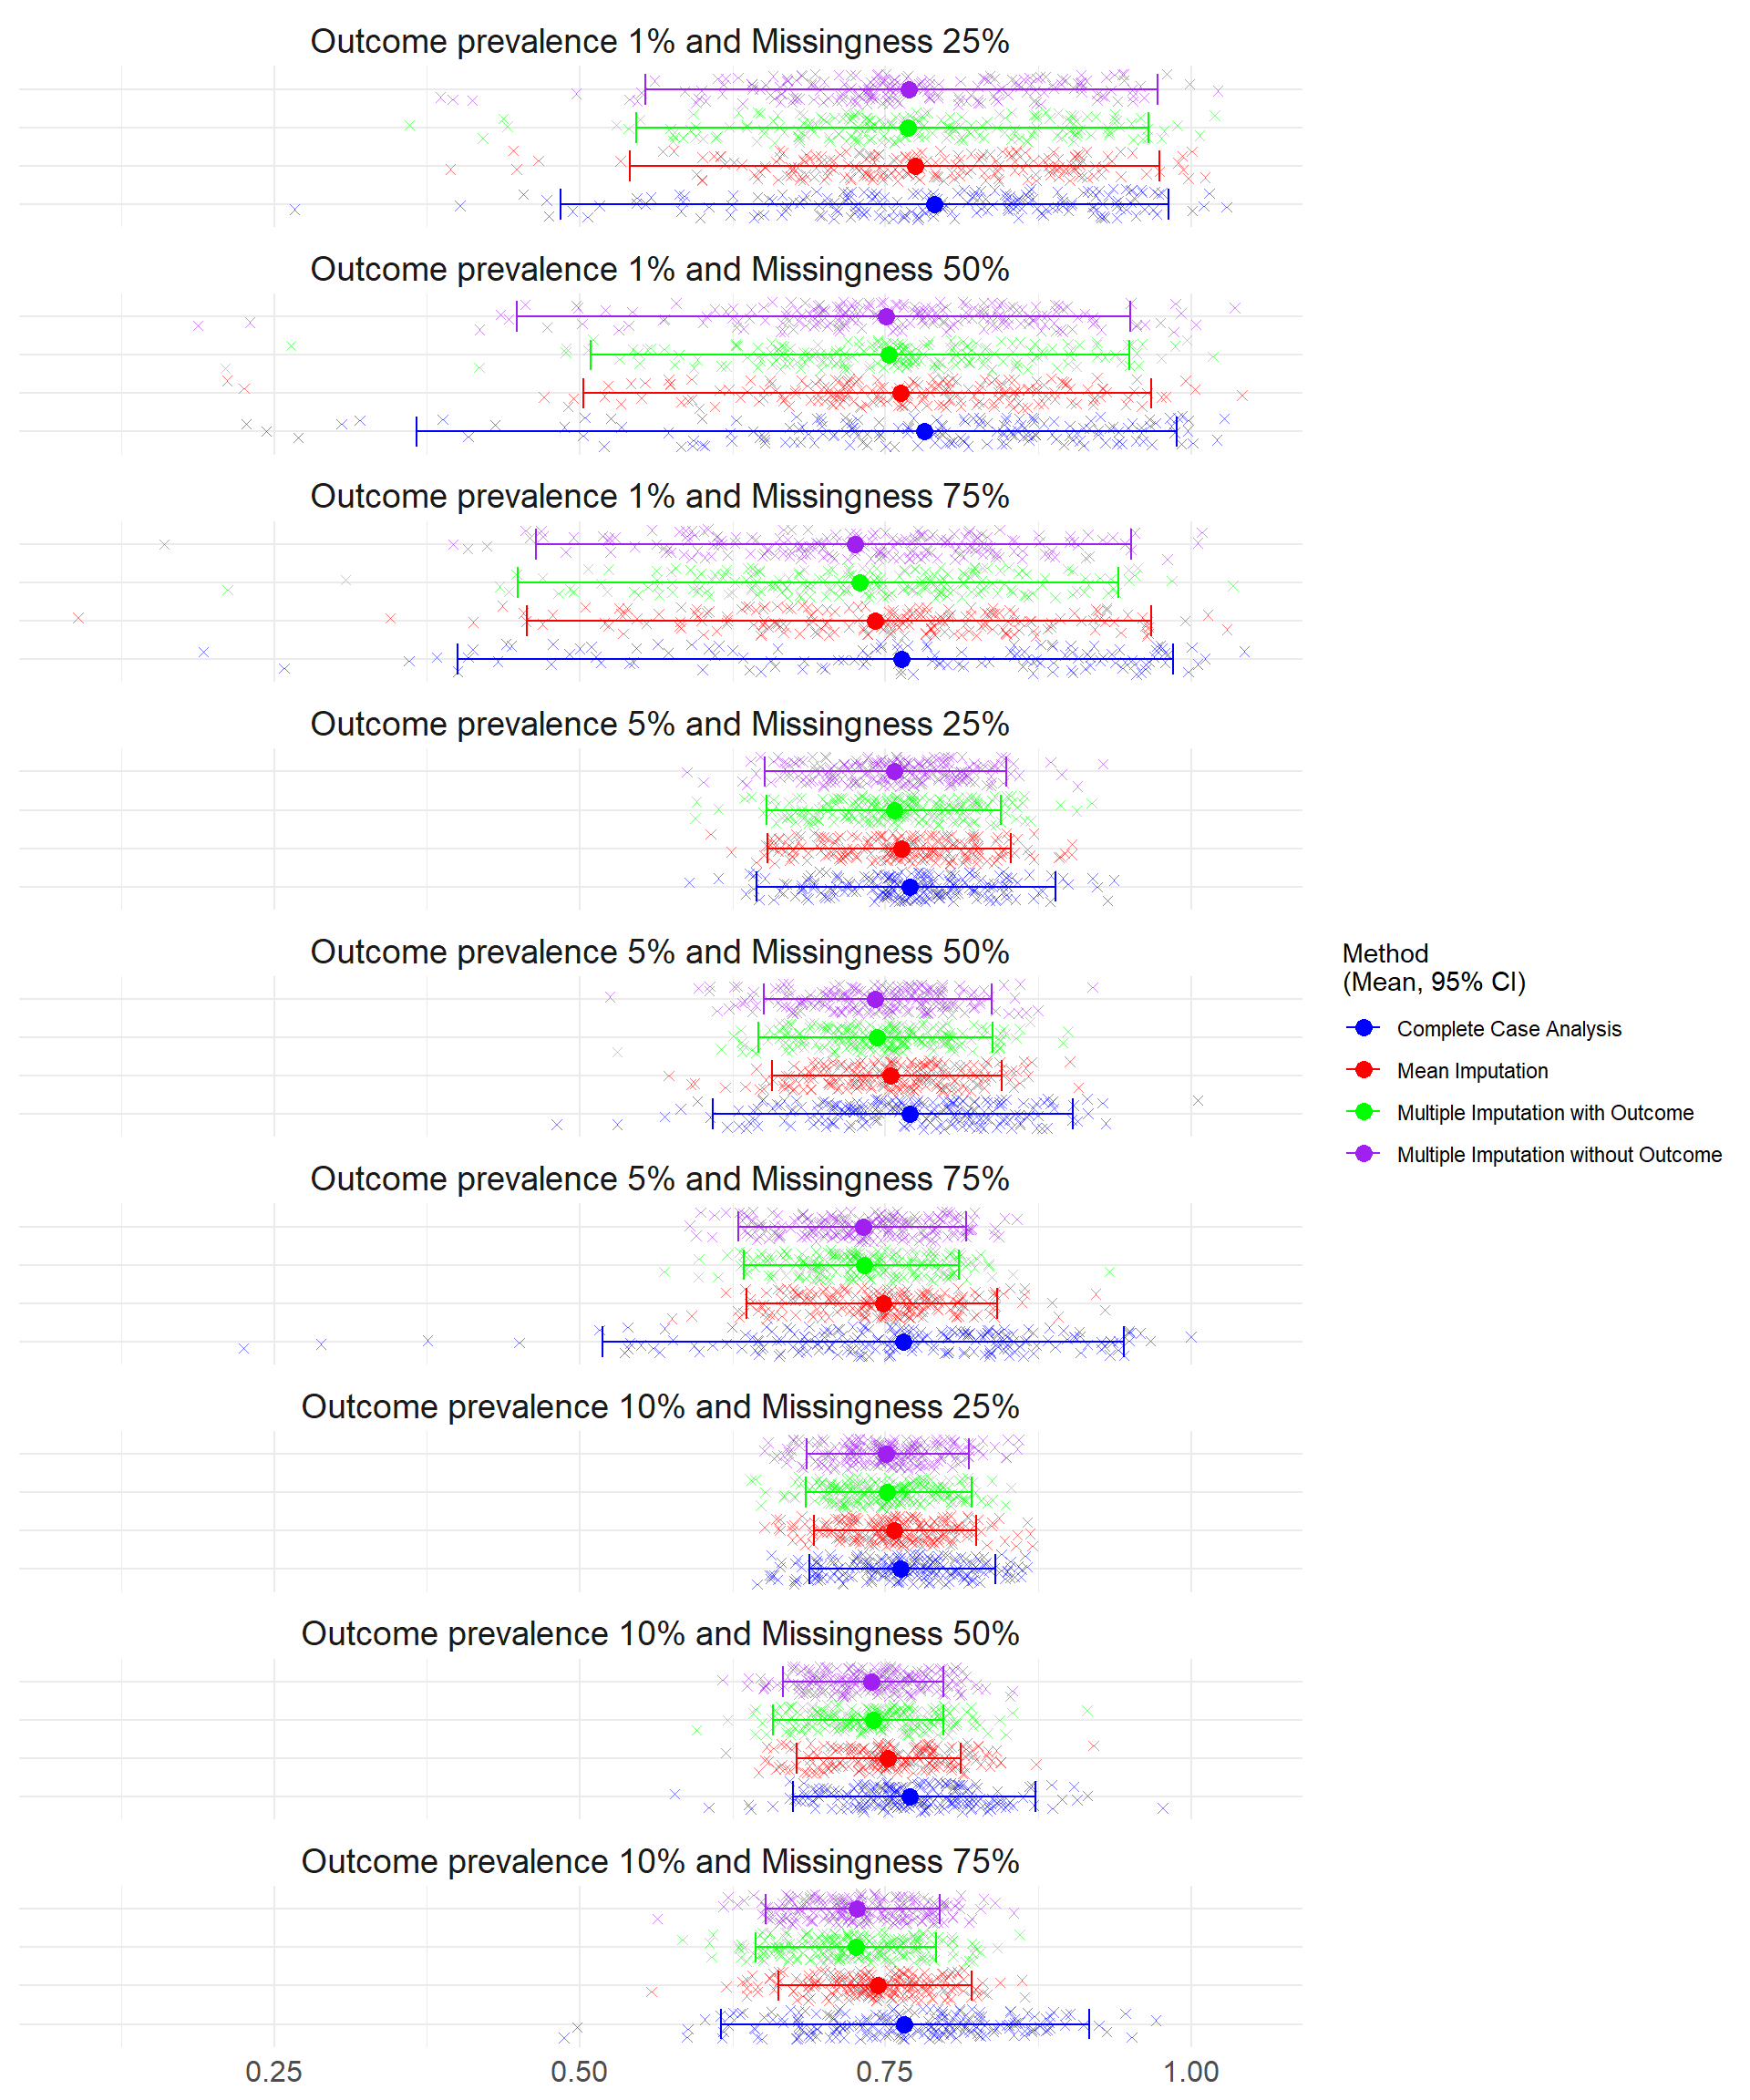 Outcome prevalence 1% and Missingness 25%
Outcome prevalence 1% and Missingness 50%
Outcome prevalence 1% and Missingness 75%
Outcome prevalence 5% and Missingness 25%
Outcome prevalence 5% and Missingness 50%
Method
(Mean, 95% CI)
Complete Case Analysis
Mean Imputation
Multiple Imputation with Outcome
Multiple Imputation without Outcome
Outcome prevalence 5% and Missingness 75%
Outcome prevalence 10% and Missingness 25%
Outcome prevalence 10% and Missingness 50%
Outcome prevalence 10% and Missingness 75%
0.25 0.50 0.75 1.00